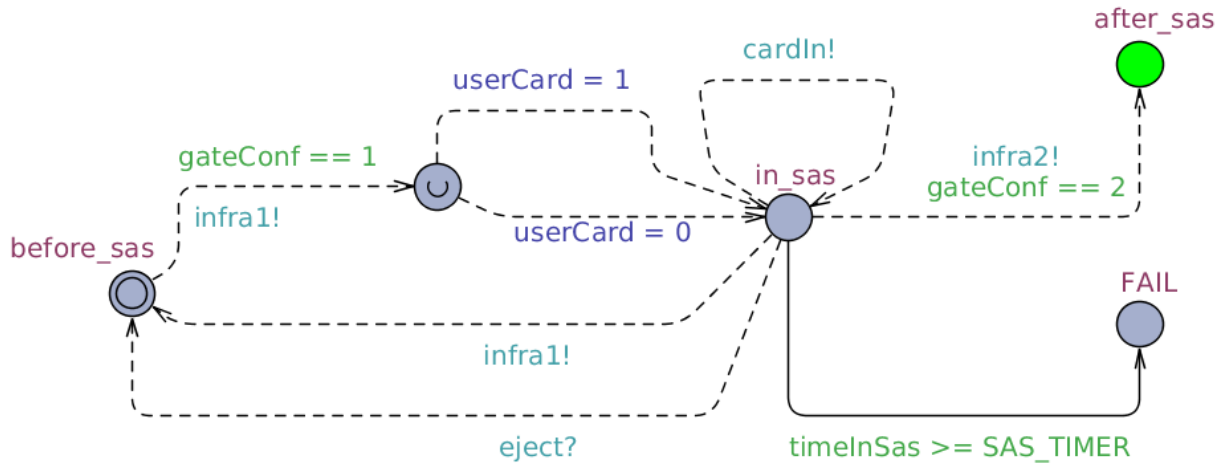 after_sas
cardIn!
userCard = 1
gateConf == 1
infra2!
in_sas
gateConf == 2
infra1!
userCard = 0
before_sas
FAIL
infra1!
eject?
timeInSas >= SAS_TIMER